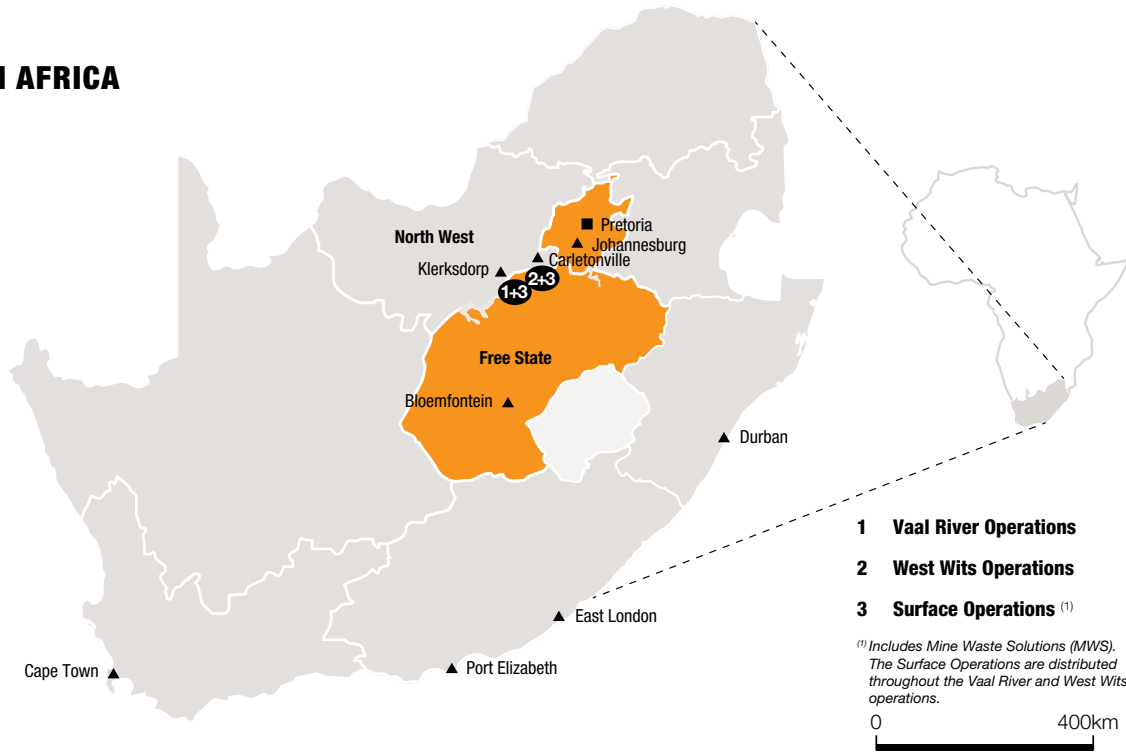 AFRICA
Pretoria
North West
Johannesburg
Carletonville
Klerksdorp
2+3
1+3
Free State
Bloemfontein
Durban
1 Vaal River Operations
2 West Wits Operations
3 Surface Operations (1)
East London
(1) Includes Mine Waste Solutions (MWS).
The Surface Operations are distributed
throughout the Vaal River and West Wits
operations.
Port Elizabeth
Cape Town
0 400km